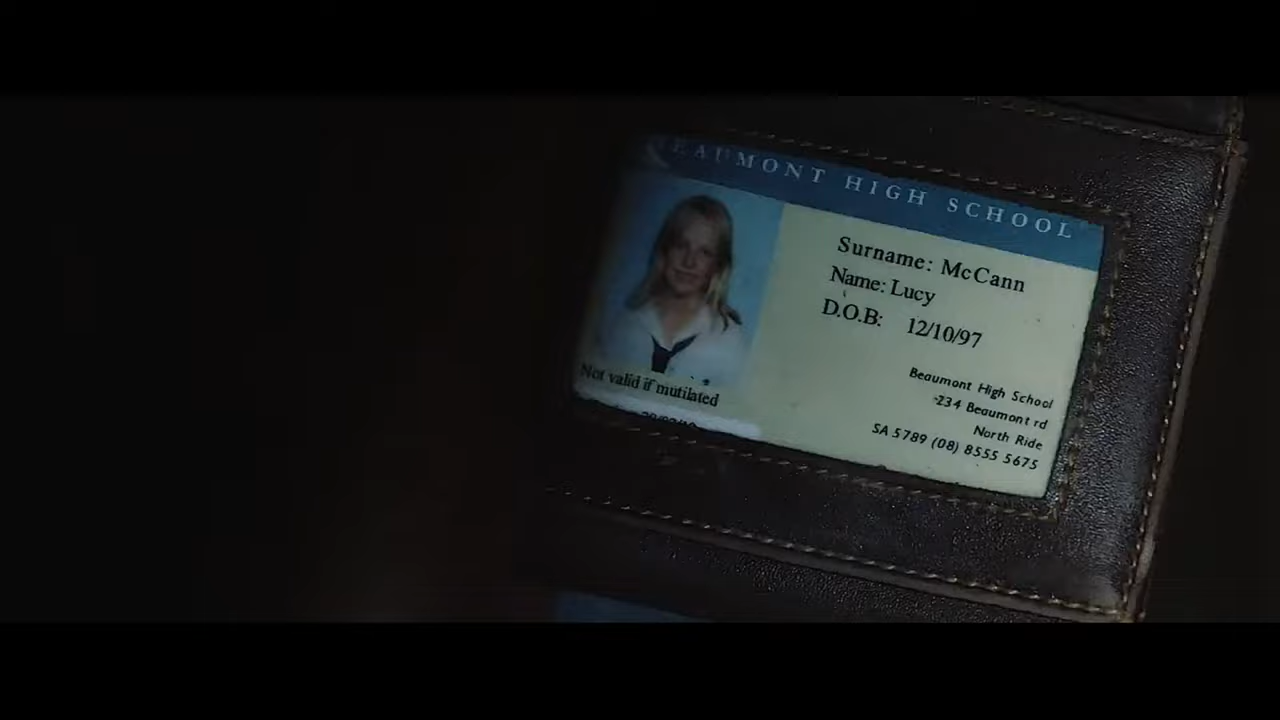 EAUMONT HIGH SCHOOL
Surname: McCann
Name: Lucy
D.O.B: 12/10/97
Not valid if mutilated
Beaumont High School
234 Beaumont rd
North Ride
SA 5789 (08) 8555 5675